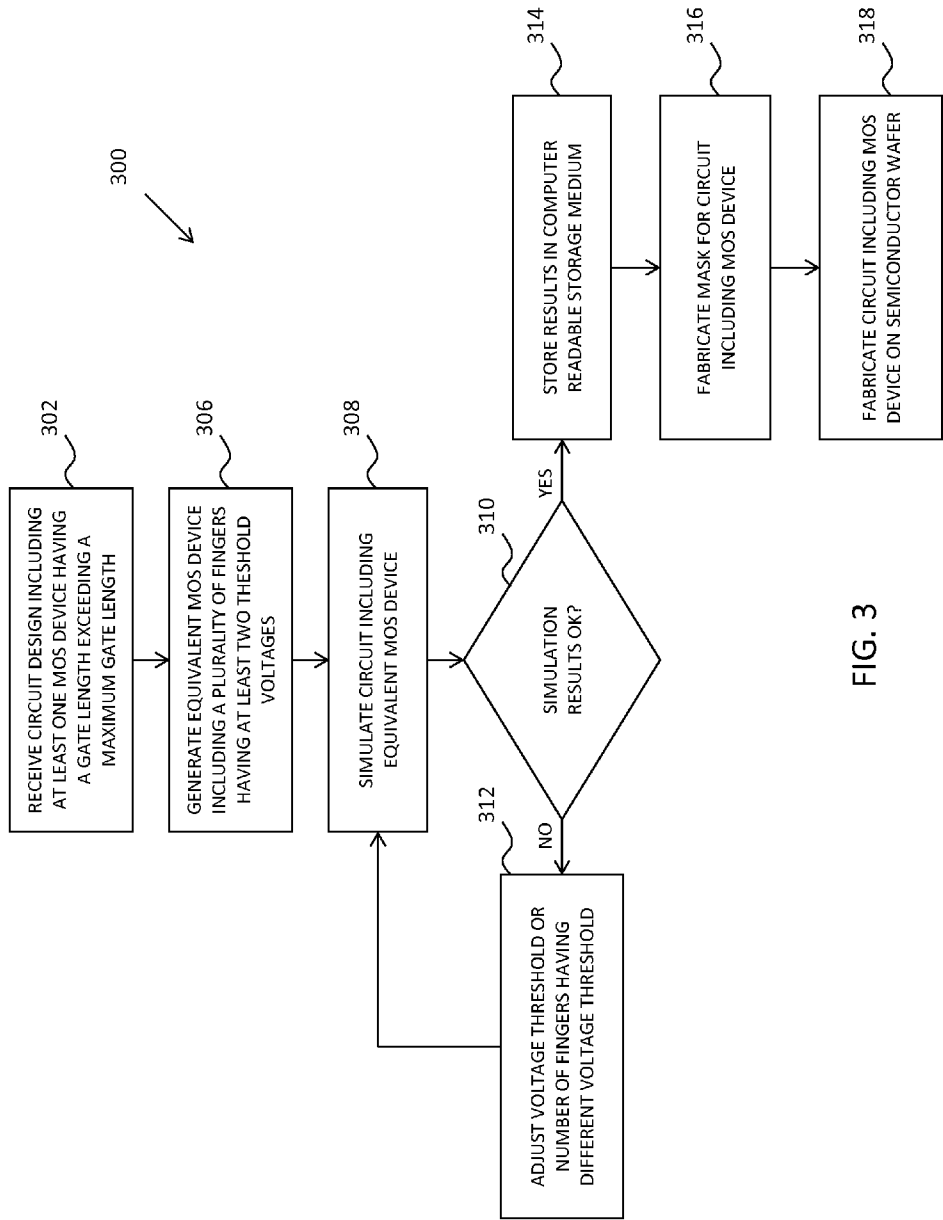 300
302
RECEIVE CIRCUIT DESIGN INCLUDING
AT LEAST ONE MOS DEVICE HAVING
A GATE LENGTH EXCEEDING A
MAXIMUM GATE LENGTH
306
GENERATE EQUIVALENT MOS DEVICE
INCLUDING A PLURALITY OF FINGERS
HAVING AT LEAST TWO THESHOLD
VOLTAGES
308
SIMULATE CIRCUIT INCLUDING
EQUIVALENT MOS DEVICE
310
SIMULATION
RESULTS OK?
NO
312
ADJUST VOLTAGE THRESHOLD OR
NUMBER OF FINGERS HAVING
DIFFERENT VOLTAGE THRESHOLD
YES
314
STORE RESULTS IN COMPUTER
READABLE STORAGE MEDIUM
316
FABRICATE MASK FOR CIRCUIT
INCLUDING MOS DEVICE
318
FABRICATE CIRCUIT INCLUDING MOS
DEVICE ON SEMICONDUCTOR WAFER
FIG. 3